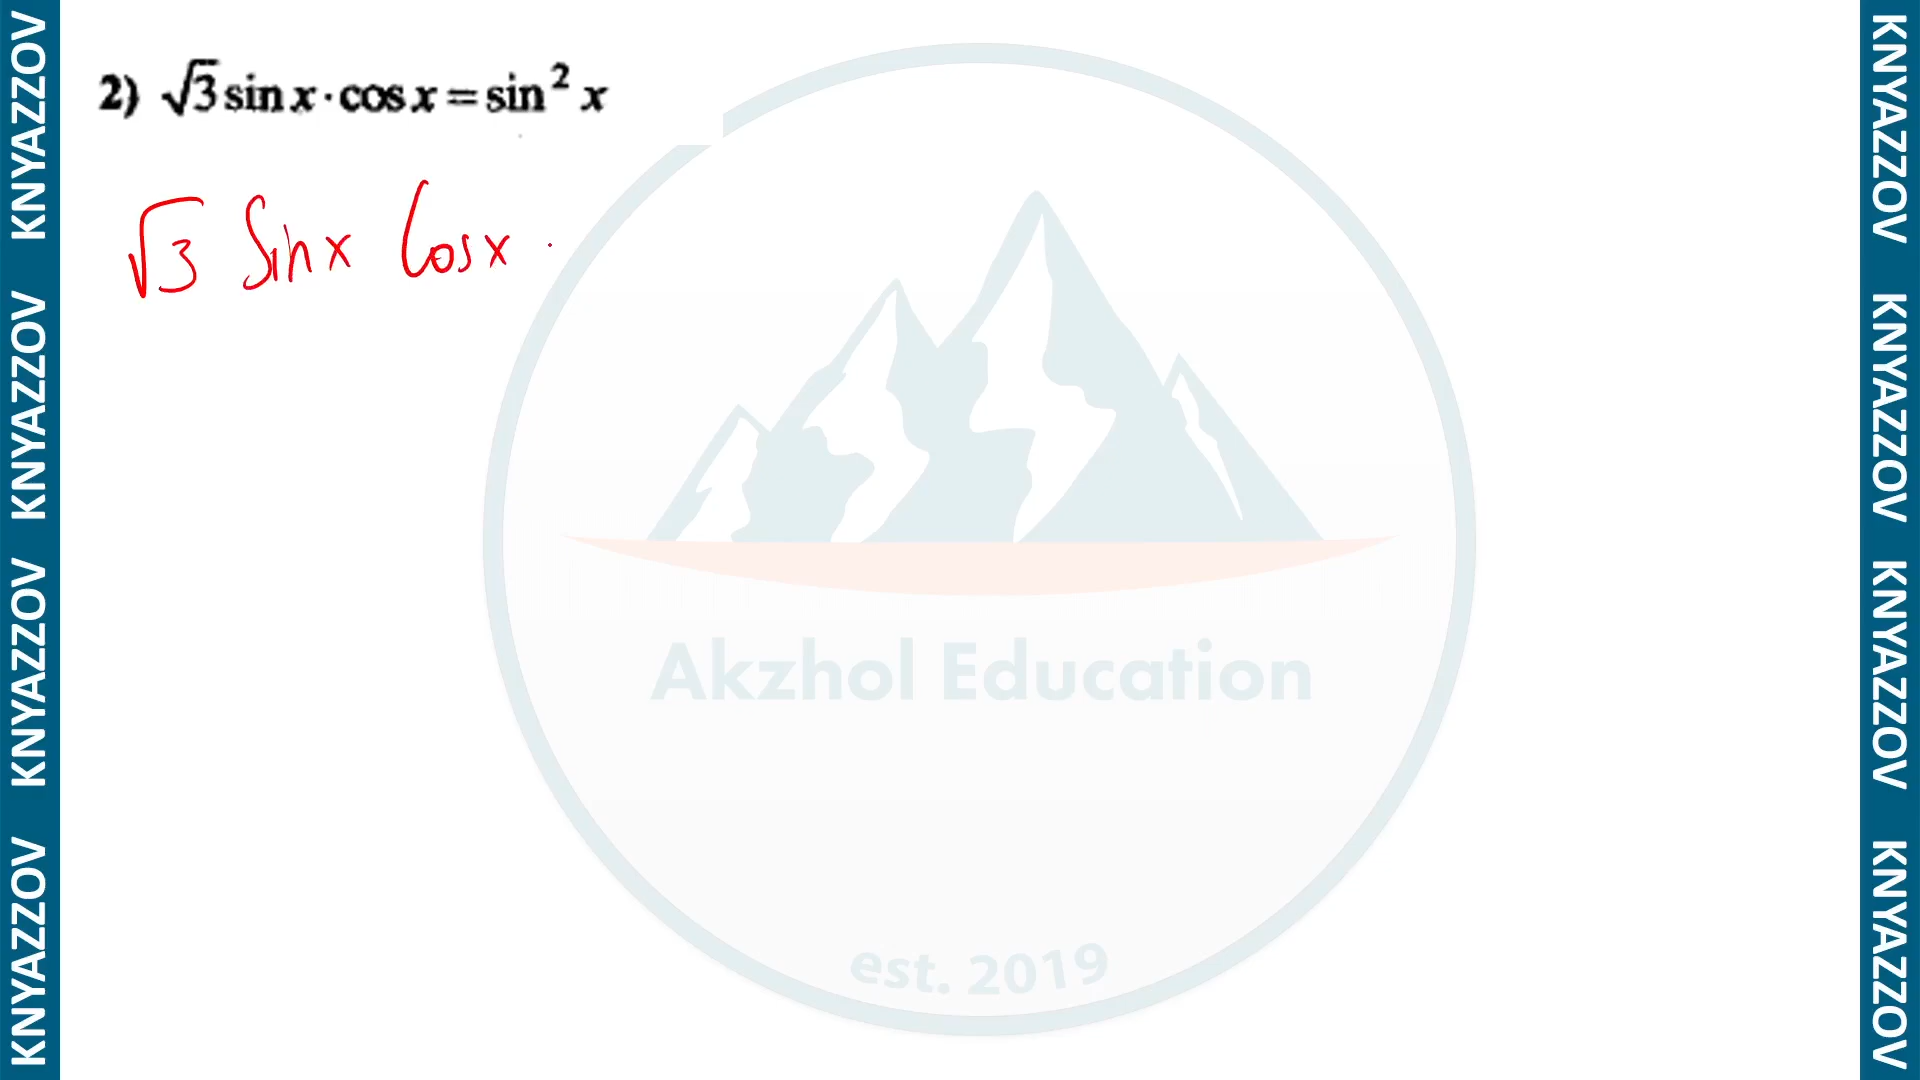 KNYAZZOV KNYAZZOV KNYAZZOV KNYAZZOV
2) √3 sin x · cos x = sin² x
√3 Sin x Cos x
Akzhol Education
est. 2019
KNYAZZOV KNYAZZOV KNYAZZOV KNYAZZOV